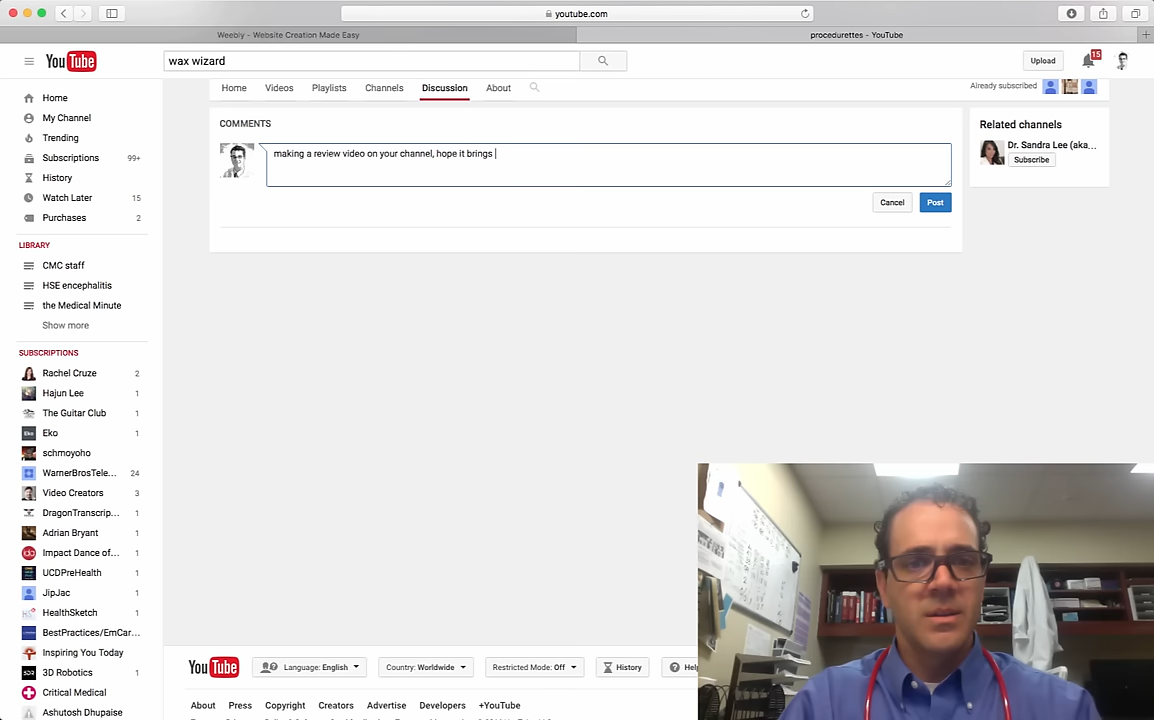 youtube.com
Weebly - Website Creation Made Easy
procedurettes - YouTube
YouTube
wax wizard
Upload
15
Home
Videos
Playlists
Channels
Discussion
About
Already subscribed
Home
My Channel
Trending
Subscriptions 99+
History
Watch Later 15
Purchases 2
LIBRARY
CMC staff
HSE encephalitis
the Medical Minute
Show more
SUBSCRIPTIONS
Rachel Cruze 2
Hajun Lee 1
The Guitar Club 1
Eko 1
schmoyoho
WarnerBrosTele... 24
Video Creators 3
DragonTranscrip... 1
Adrian Bryant 1
Impact Dance of... 1
UCDPreHealth 1
JipJac 1
HealthSketch 1
BestPractices/EmCar...
Inspiring You Today
3D Robotics 1
Critical Medical
Ashutosh Dhupaise
COMMENTS
making a review video on your channel, hope it brings
Cancel
Post
Related channels
Dr. Sandra Lee (aka,...
Subscribe
YouTube
Language: English
Country: Worldwide
Restricted Mode: Off
History
Help
About Press Copyright Creators Advertise Developers +YouTube